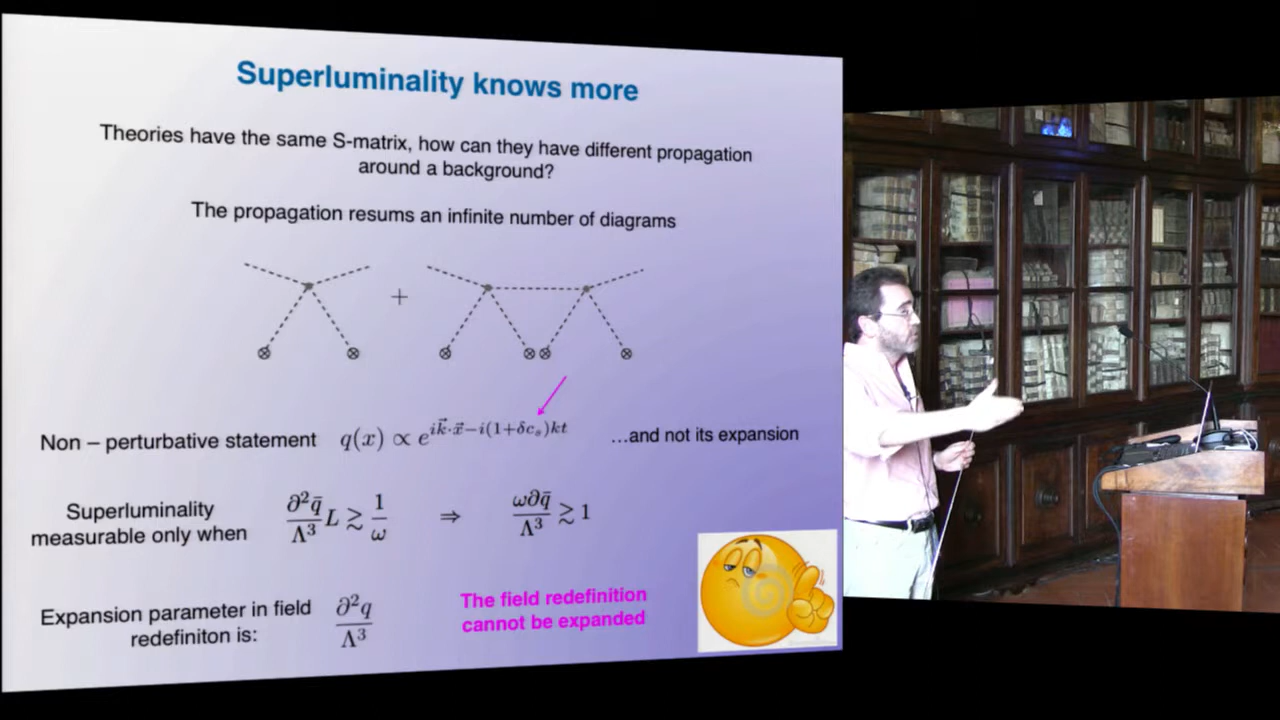 Superluminality knows more
Theories have the same S-matrix, how can they have different propagation
around a background?
The propagation resums an infinite number of diagrams
+
Non – perturbative statement q(x) ∝ e^{i\vec{k}·\vec{x}−i(1+δc_s)kt} ...and not its expansion
Superluminality
measurable only when
∂²q̄/Λ³ L ≳ 1/ω ⇒ ω∂q̄/Λ³ ≳ 1
Expansion parameter in field
redefiniton is:
∂²q/Λ³
The field redefinition
cannot be expanded